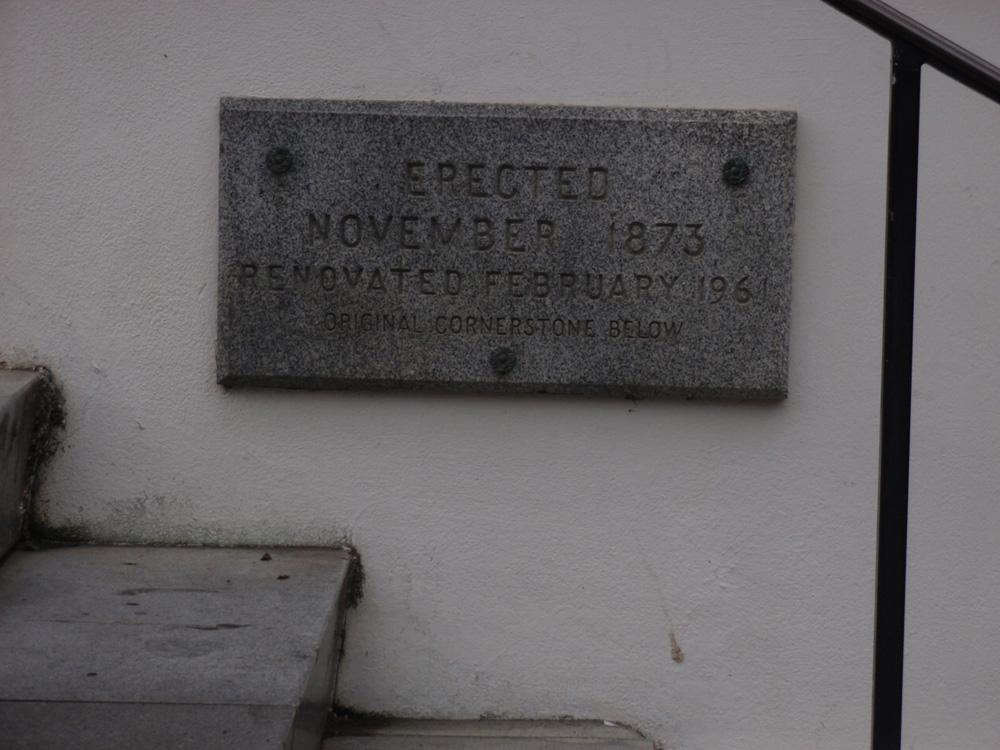 ERECTED
NOVEMBER 1873
RENOVATED FEBRUARY 1961
ORIGINAL CORNERSTONE BELOW